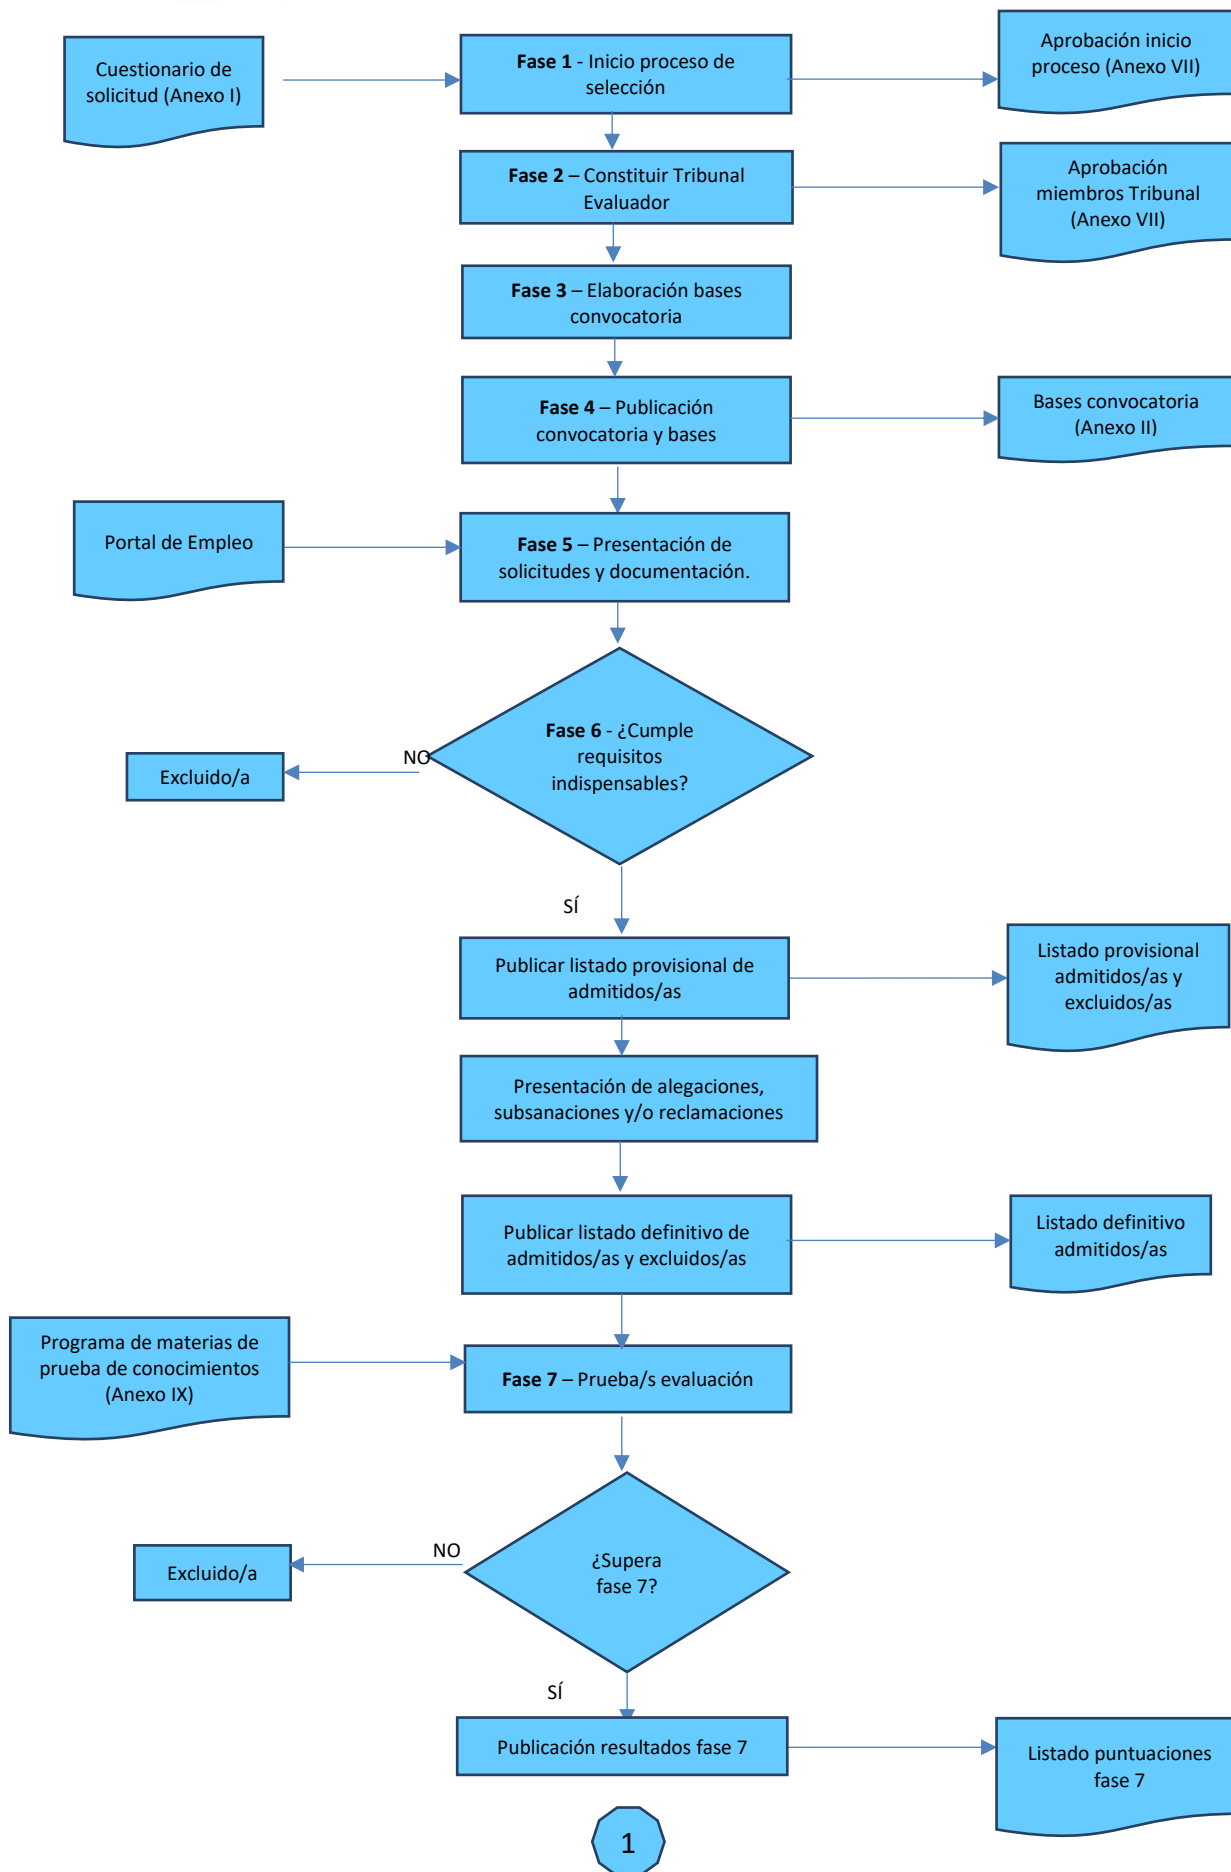 Cuestionario de
solicitud (Anexo I)
Fase 1 - Inicio proceso de
selección
Aprobación inicio
proceso (Anexo VII)
Fase 2 – Constituir Tribunal
Evaluador
Aprobación
miembros Tribunal
(Anexo VII)
Fase 3 – Elaboración bases
convocatoria
Fase 4 – Publicación
convocatoria y bases
Bases convocatoria
(Anexo II)
Portal de Empleo
Fase 5 – Presentación de
solicitudes y documentación.
Fase 6 - ¿Cumple
requisitos
indispensables?
NO
Excluido/a
SÍ
Publicar listado provisional de
admitidos/as
Listado provisional
admitidos/as y
excluidos/as
Presentación de alegaciones,
subsanaciones y/o reclamaciones
Publicar listado definitivo de
admitidos/as y excluidos/as
Listado definitivo
admitidos/as
Programa de materias de
prueba de conocimientos
(Anexo IX)
Fase 7 – Prueba/s evaluación
¿Supera
fase 7?
NO
Excluido/a
SÍ
Publicación resultados fase 7
Listado puntuaciones
fase 7
1